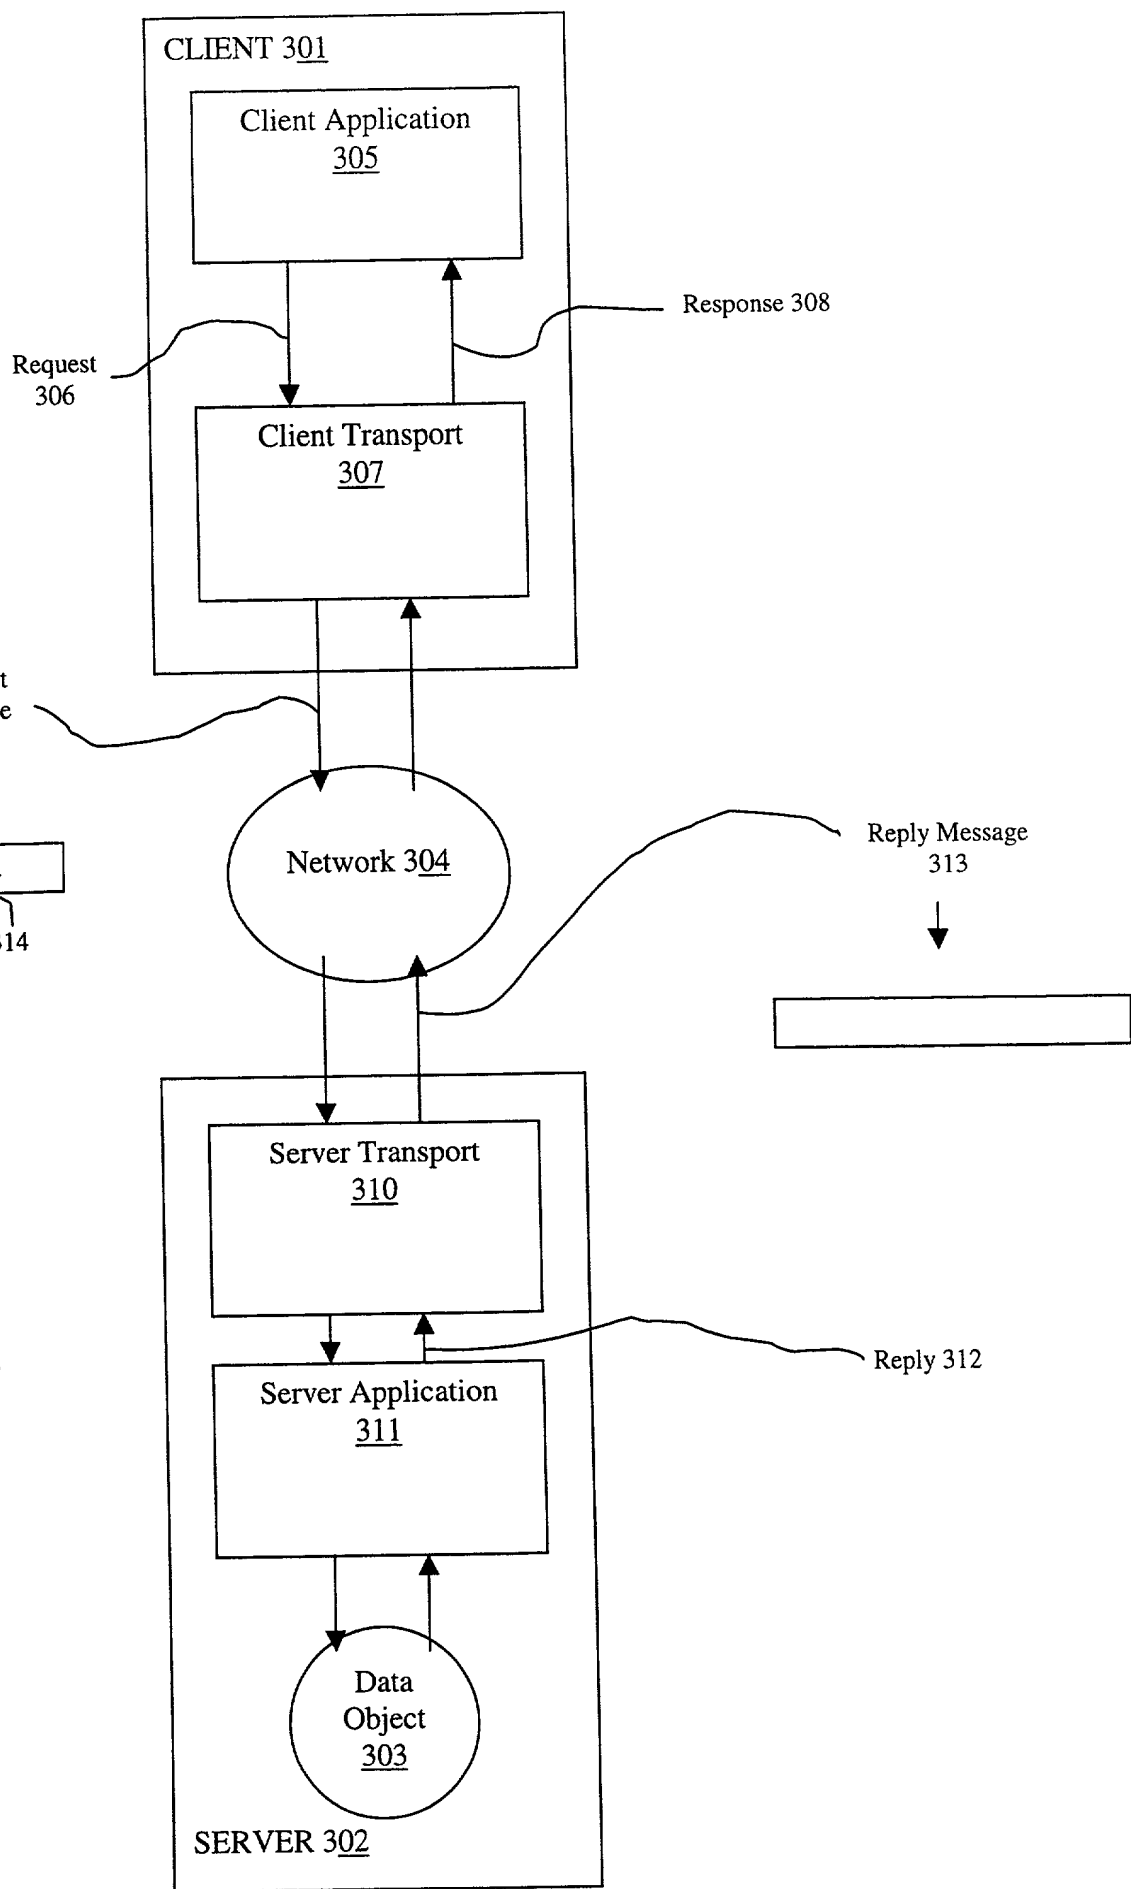 CLIENT 301
Client Application
305
Response 308
Request
306
Client Transport
307
Network 304
Reply Message
313
Server Transport
310
Reply 312
Server Application
311
Data
Object
303
SERVER 302